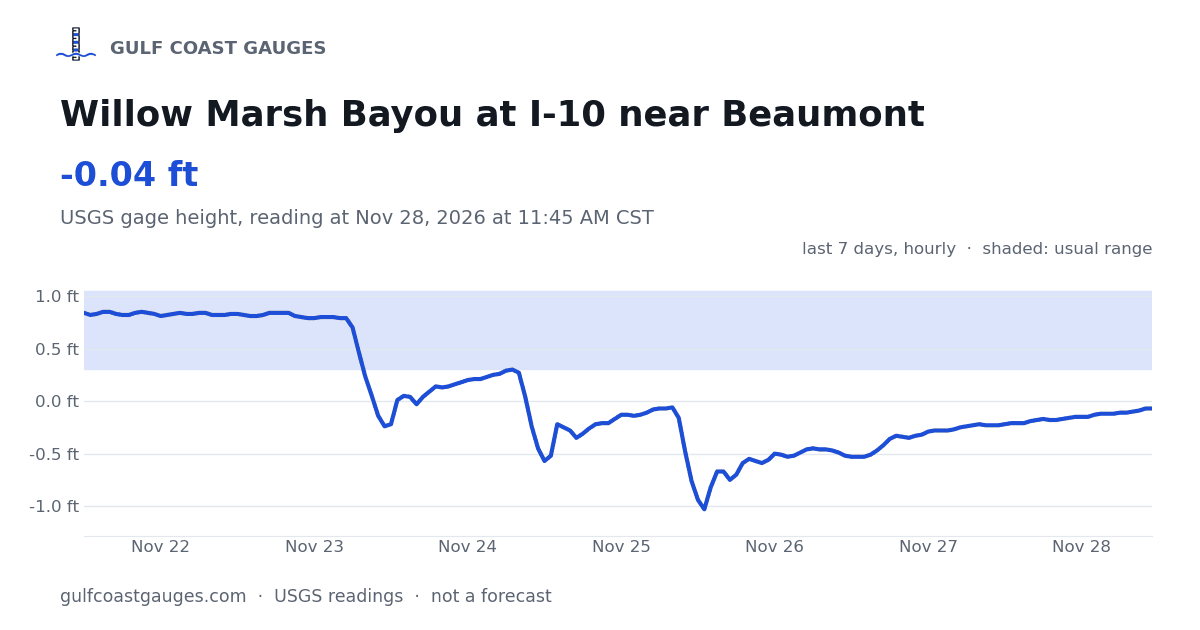 GULF COAST GAUGES
Willow Marsh Bayou at I-10 near Beaumont
-0.04 ft
USGS gage height, reading at Nov 28, 2026 at 11:45 AM CST
last 7 days, hourly · shaded: usual range
1.0 ft
0.5 ft
0.0 ft
-0.5 ft
-1.0 ft
Nov 22 Nov 23 Nov 24 Nov 25 Nov 26 Nov 27 Nov 28
gulfcoastgauges.com · USGS readings · not a forecast